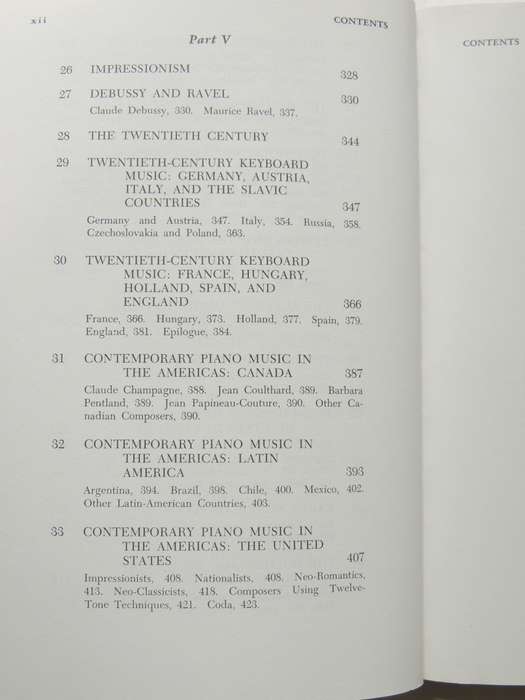 xii CONTENTS
Part V
26 IMPRESSIONISM 328
27 DEBUSSY AND RAVEL 330
Claude Debussy, 330. Maurice Ravel, 337.
28 THE TWENTIETH CENTURY 344
29 TWENTIETH-CENTURY KEYBOARD
MUSIC: GERMANY, AUSTRIA,
ITALY, AND THE SLAVIC
COUNTRIES 347
Germany and Austria, 347. Italy, 354. Russia, 358.
Czechoslovakia and Poland, 363.
30 TWENTIETH-CENTURY KEYBOARD
MUSIC: FRANCE, HUNGARY,
HOLLAND, SPAIN, AND
ENGLAND 366
France, 366. Hungary, 373. Holland, 377. Spain, 379.
England, 381. Epilogue, 384.
31 CONTEMPORARY PIANO MUSIC IN
THE AMERICAS: CANADA 387
Claude Champagne, 388. Jean Coulthard, 389. Barbara
Pentland, 389. Jean Papineau-Couture, 390. Other Ca-
nadian Composers, 390.
32 CONTEMPORARY PIANO MUSIC IN
THE AMERICAS: LATIN
AMERICA 393
Argentina, 394. Brazil, 398. Chile, 400. Mexico, 402.
Other Latin-American Countries, 403.
33 CONTEMPORARY PIANO MUSIC IN
THE AMERICAS: THE UNITED
STATES 407
Impressionists, 408. Nationalists, 408. Neo-Romantics,
413. Neo-Classicists, 418. Composers Using Twelve-
Tone Techniques, 421. Coda, 423.
CONTENTS